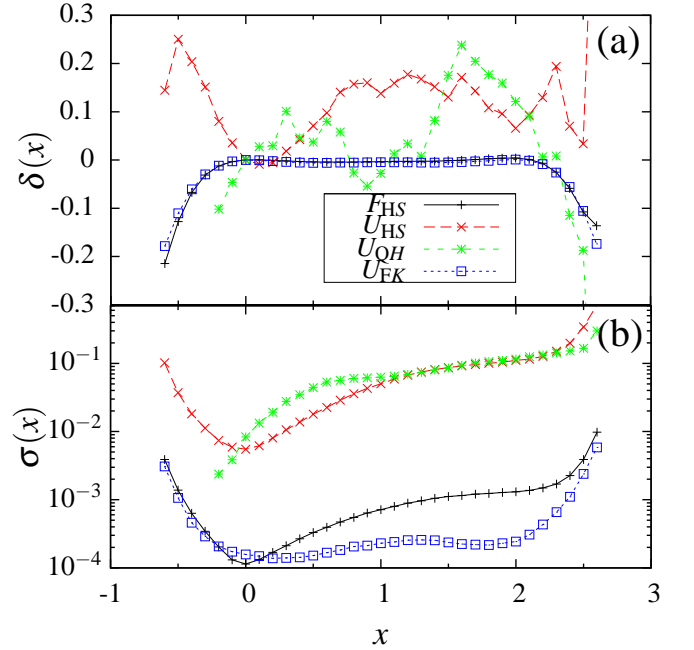 0.3
0.2
0.1
0
-0.1
-0.2
-0.3
δ(x)
(a)
F_HS
U_HS
U_QH
U_FK
10^-1
10^-2
10^-3
10^-4
σ(x)
(b)
-1
0
1
2
3
x